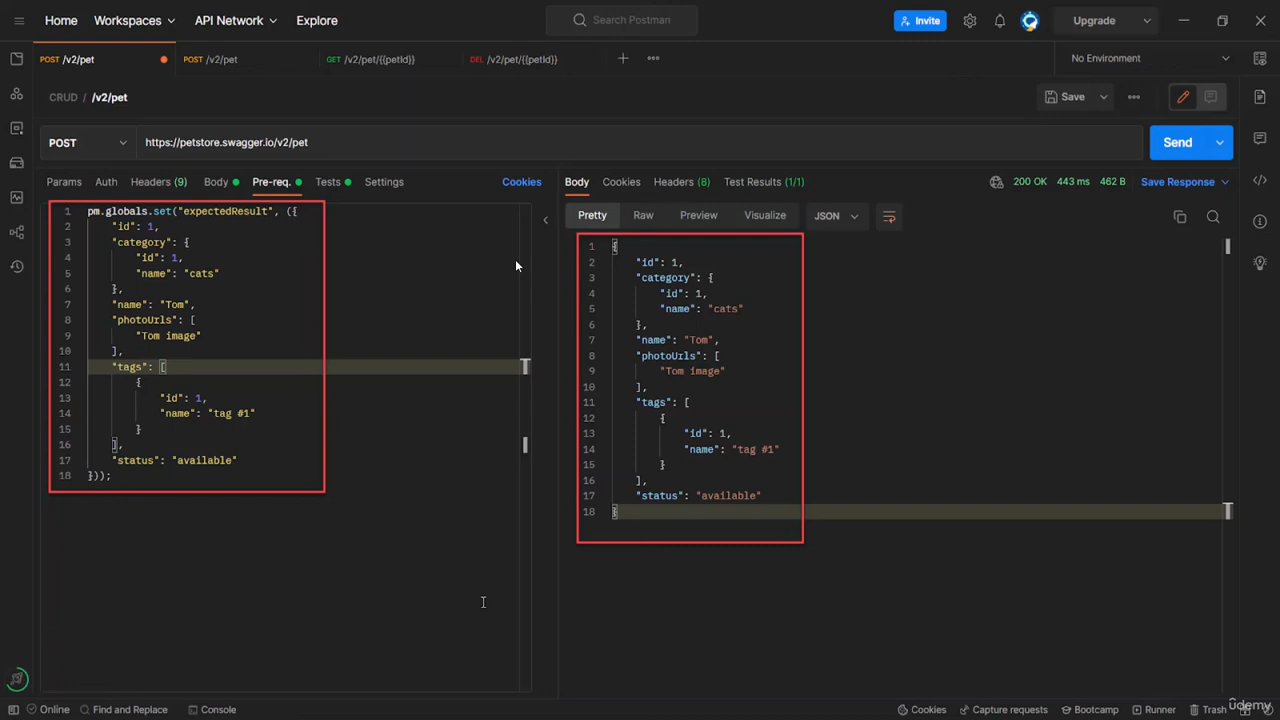 Home Workspaces API Network Explore Search Postman Invite Upgrade
POST /v2/pet POST /v2/pet GET /v2/pet/{{petId}} DEL /v2/pet/{{petId}} No Environment
CRUD / /v2/pet Save
POST https://petstore.swagger.io/v2/pet Send
Params Auth Headers (9) Body Pre-req. Tests Settings Cookies
Body Cookies Headers (8) Test Results (1/1) 200 OK 443 ms 462 B Save Response
Pretty Raw Preview Visualize JSON
1 pm.globals.set("expectedResult", ({
2 "id": 1,
3 "category": {
4 "id": 1,
5 "name": "cats"
6 },
7 "name": "Tom",
8 "photoUrls": [
9 "Tom image"
10 ],
11 "tags": [
12 {
13 "id": 1,
14 "name": "tag #1"
15 }
16 ],
17 "status": "available"
18 }));
1 {
2 "id": 1,
3 "category": {
4 "id": 1,
5 "name": "cats"
6 },
7 "name": "Tom",
8 "photoUrls": [
9 "Tom image"
10 ],
11 "tags": [
12 {
13 "id": 1,
14 "name": "tag #1"
15 }
16 ],
17 "status": "available"
18 }
Online Find and Replace Console Cookies Capture requests Bootcamp Runner Trash
udemy